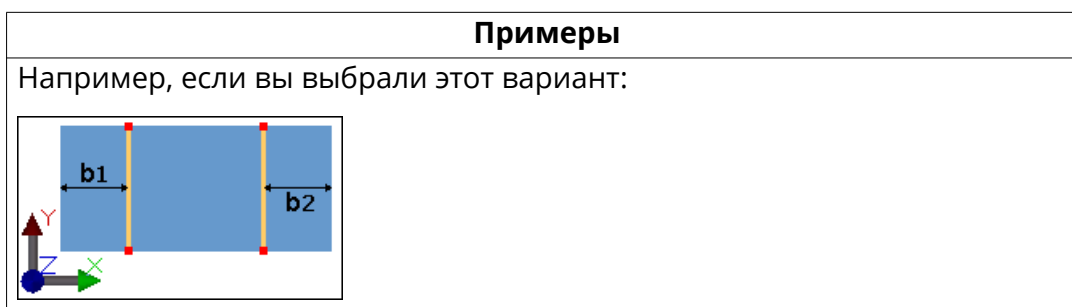 Примеры
Например, если вы выбрали этот вариант:
b1
b2
Y
Z X